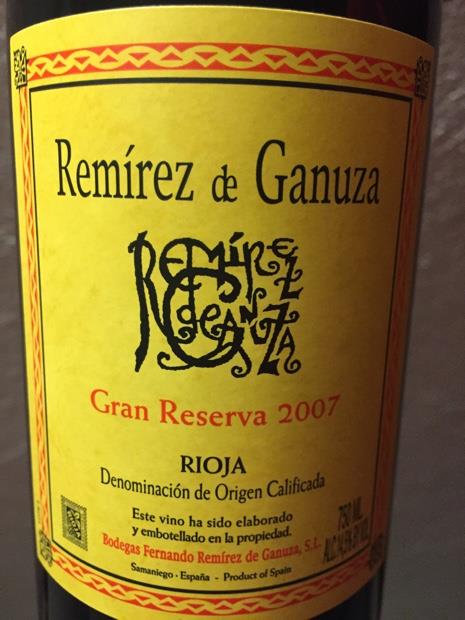 Remírez de Ganuza
REMÍREZ
de GANUZA
Gran Reserva 2007
RIOJA
Denominación de Origen Calificada
Este vino ha sido elaborado
y embotellado en la propiedad.
Bodegas Fernando Remírez de Ganuza, S.L.
Samaniego · España - Product of Spain
750 ML.